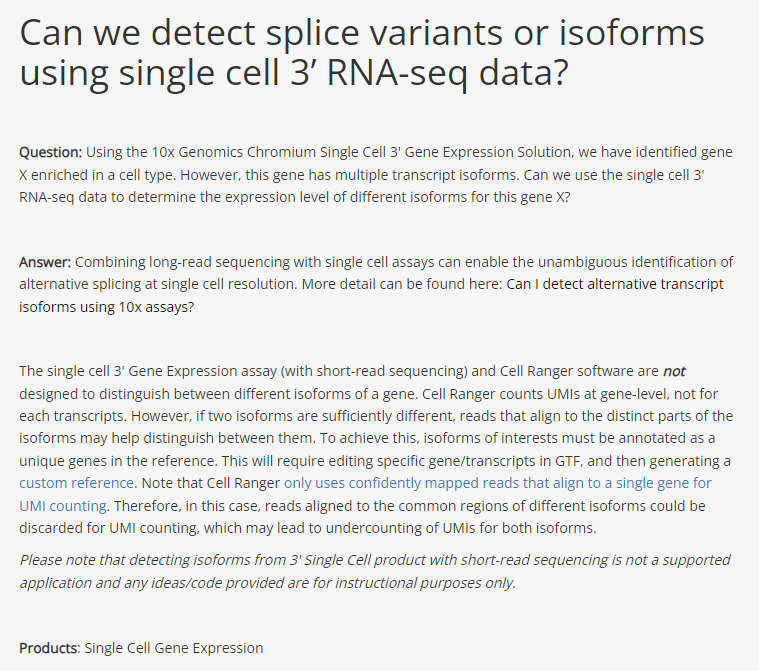 Can we detect splice variants or isoforms
using single cell 3’ RNA-seq data?
Question: Using the 10x Genomics Chromium Single Cell 3' Gene Expression Solution, we have identified gene
X enriched in a cell type. However, this gene has multiple transcript isoforms. Can we use the single cell 3'
RNA-seq data to determine the expression level of different isoforms for this gene X?
Answer: Combining long-read sequencing with single cell assays can enable the unambiguous identification of
alternative splicing at single cell resolution. More detail can be found here: Can I detect alternative transcript
isoforms using 10x assays?
The single cell 3' Gene Expression assay (with short-read sequencing) and Cell Ranger software are not
designed to distinguish between different isoforms of a gene. Cell Ranger counts UMIs at gene-level, not for
each transcripts. However, if two isoforms are sufficiently different, reads that align to the distinct parts of the
isoforms may help distinguish between them. To achieve this, isoforms of interests must be annotated as a
unique genes in the reference. This will require editing specific gene/transcripts in GTF, and then generating a
custom reference. Note that Cell Ranger only uses confidently mapped reads that align to a single gene for
UMI counting. Therefore, in this case, reads aligned to the common regions of different isoforms could be
discarded for UMI counting, which may lead to undercounting of UMIs for both isoforms.
Please note that detecting isoforms from 3' Single Cell product with short-read sequencing is not a supported
application and any ideas/code provided are for instructional purposes only.
Products: Single Cell Gene Expression